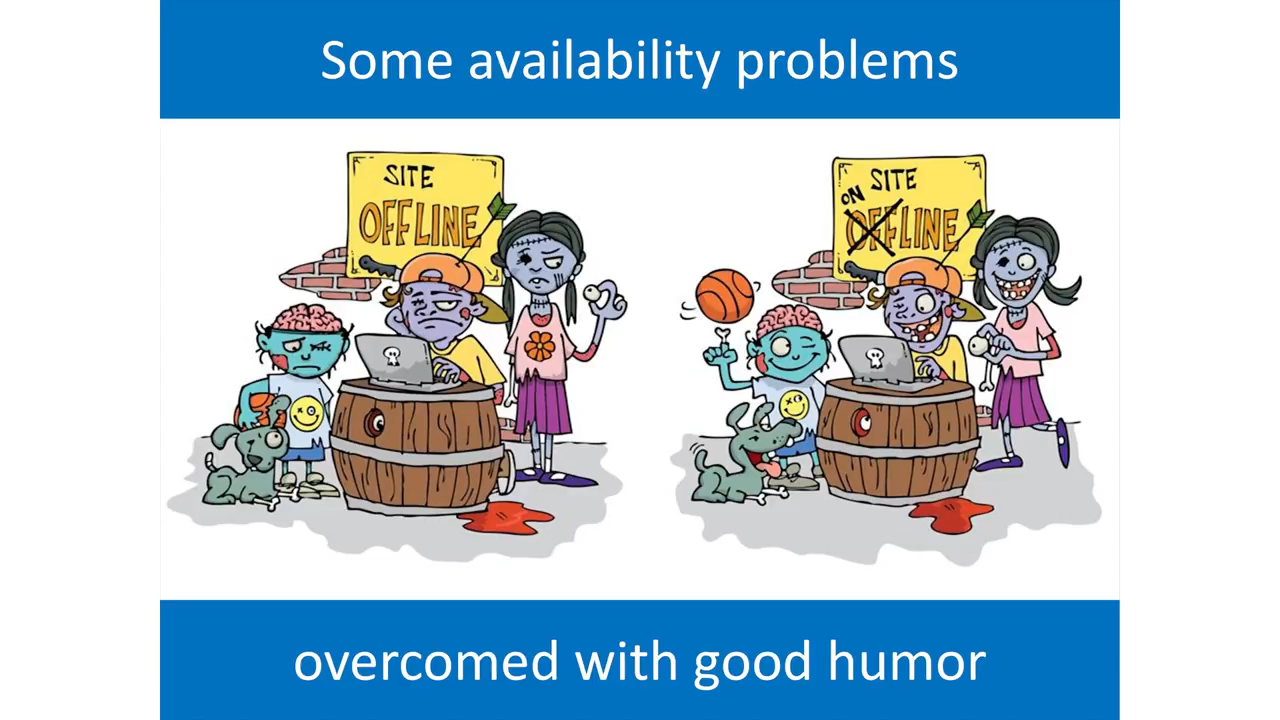 Some availability problems
SITE
OFFLINE
SITE
ON
OFFLINE
overcomed with good humor